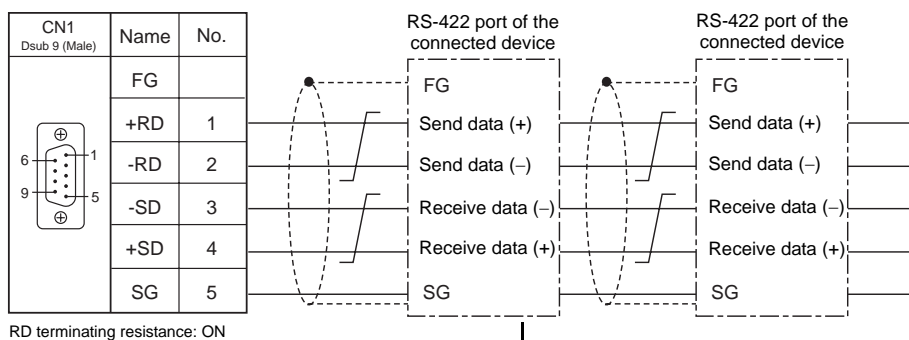 CN1
Dsub 9 (Male)
Name
No.
FG
+RD
1
-RD
2
-SD
3
+SD
4
SG
5
6
1
9
5
RD terminating resistance: ON
RS-422 port of the
connected device
FG
Send data (+)
Send data (−)
Receive data (−)
Receive data (+)
SG
RS-422 port of the
connected device
FG
Send data (+)
Send data (−)
Receive data (−)
Receive data (+)
SG